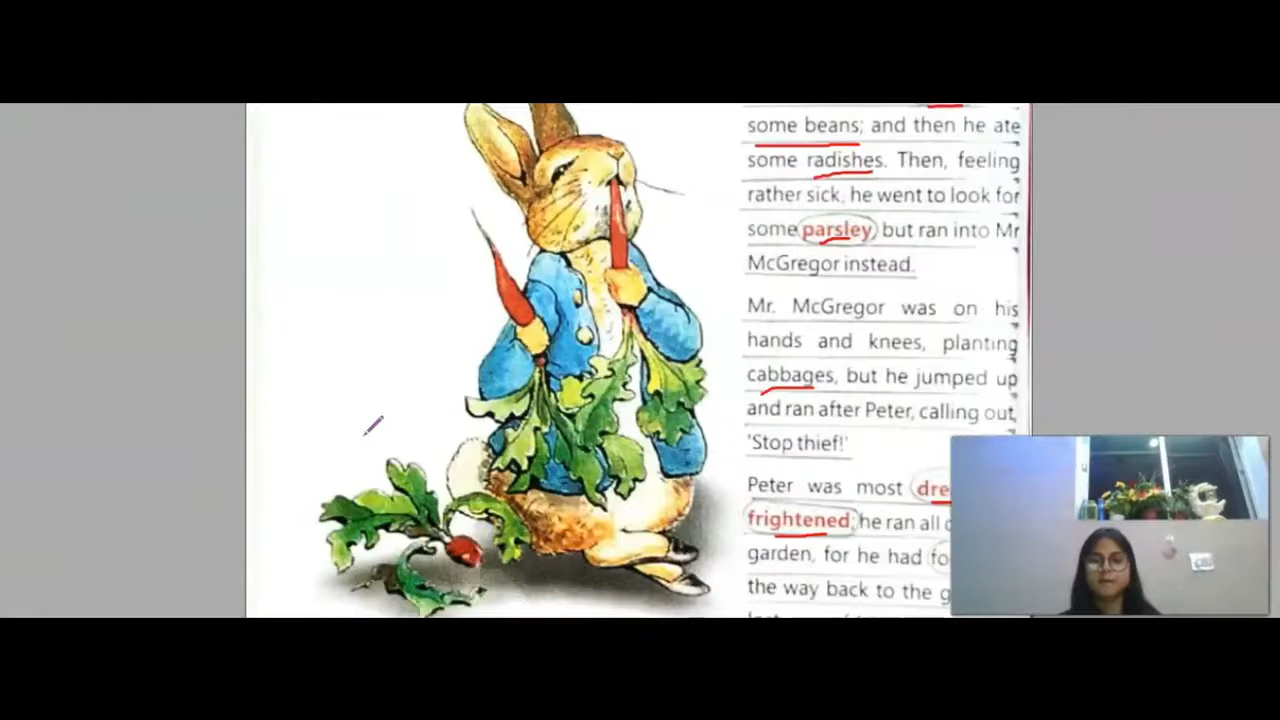 some beans; and then he ate
some radishes. Then, feeling
rather sick, he went to look for
some parsley but ran into Mr
McGregor instead.
Mr. McGregor was on his
hands and knees, planting
cabbages, but he jumped up
and ran after Peter, calling out,
'Stop thief!'
Peter was most
frightened; he ran all
garden, for he had
the way back to the